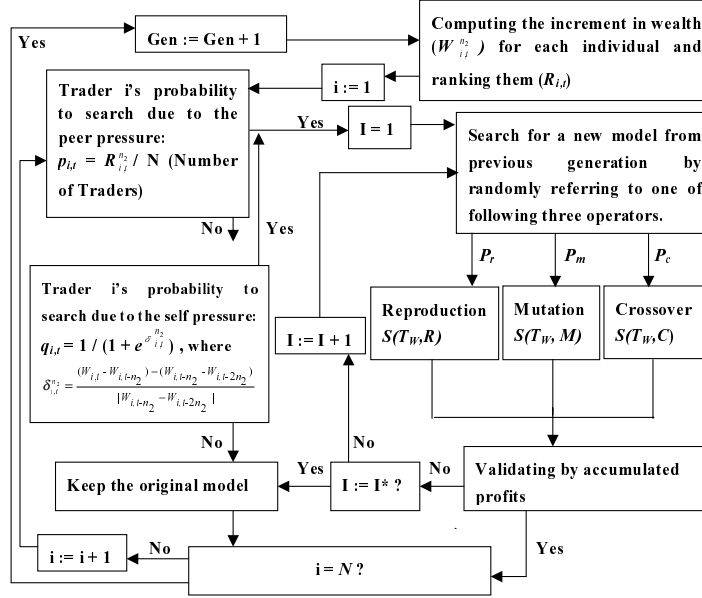 Yes
Gen := Gen + 1
Computing the increment in wealth
(W i,t n2 ) for each individual and
ranking them (Ri,t)
i := 1
Trader i's probability
to search due to the
peer pressure:
pi,t = R i,t n2 / N (Number
of Traders)
Yes
I = 1
Search for a new model from
previous generation by
randomly referring to one of
following three operators.
No
Yes
Pr
Pm
Pc
Trader i's probability to
search due to the self pressure:
qi,t = 1 / (1 + e δ i,t n2 ) , where
δ i,t n2 = (Wi,t - Wi,t-n2) – (Wi,t-n2 - Wi,t-2n2)
| Wi,t-n2 – Wi,t-2n2 |
I := I + 1
Reproduction
S(TW,R)
Mutation
S(TW, M)
Crossover
S(TW,C)
No
No
Keep the original model
Yes
I := I* ?
No
Validating by accumulated
profits
Yes
i := i + 1
No
i = N ?